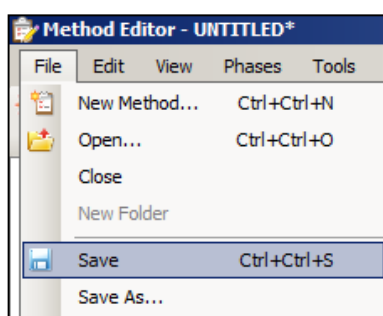 Method Editor - UNTITLED*
File Edit View Phases Tools
New Method... Ctrl+Ctrl+N
Open... Ctrl+Ctrl+O
Close
New Folder
Save Ctrl+Ctrl+S
Save As...